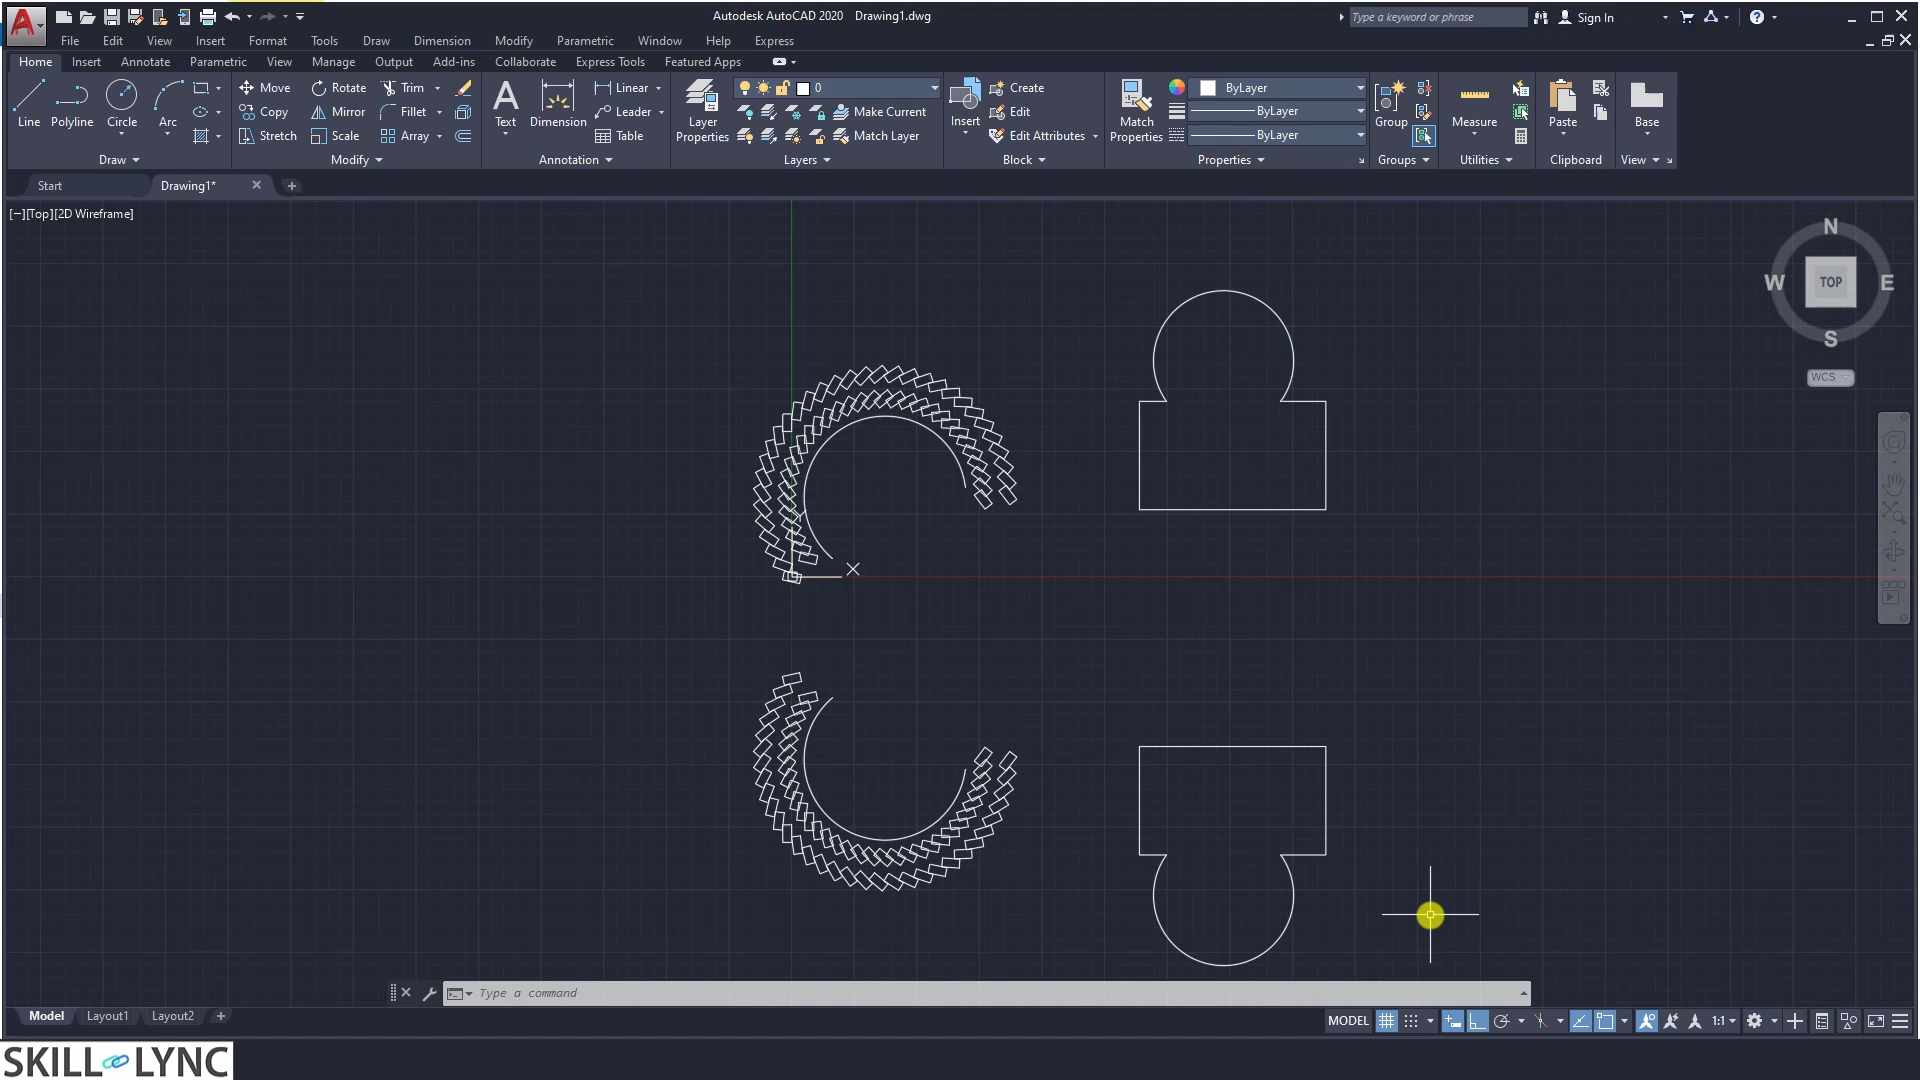 Autodesk AutoCAD 2020 Drawing1.dwg
Type a keyword or phrase
Sign In
File Edit View Insert Format Tools Draw Dimension Modify Parametric Window Help Express
Home Insert Annotate Parametric View Manage Output Add-ins Collaborate Express Tools Featured Apps
Move Rotate Trim Linear 0 Create ByLayer
Line Polyline Circle Arc Copy Mirror Fillet Text Dimension Leader Layer Properties Make Current Insert Edit Match Properties ByLayer Group Measure Paste Base
Stretch Scale Array Table Match Layer Edit Attributes ByLayer
Draw Modify Annotation Layers Block Properties Groups Utilities Clipboard View
Start Drawing1*
[−][Top][2D Wireframe]
N
W TOP E
S
WCS
Type a command
Model Layout1 Layout2
MODEL 1:1
SKILL LYNC